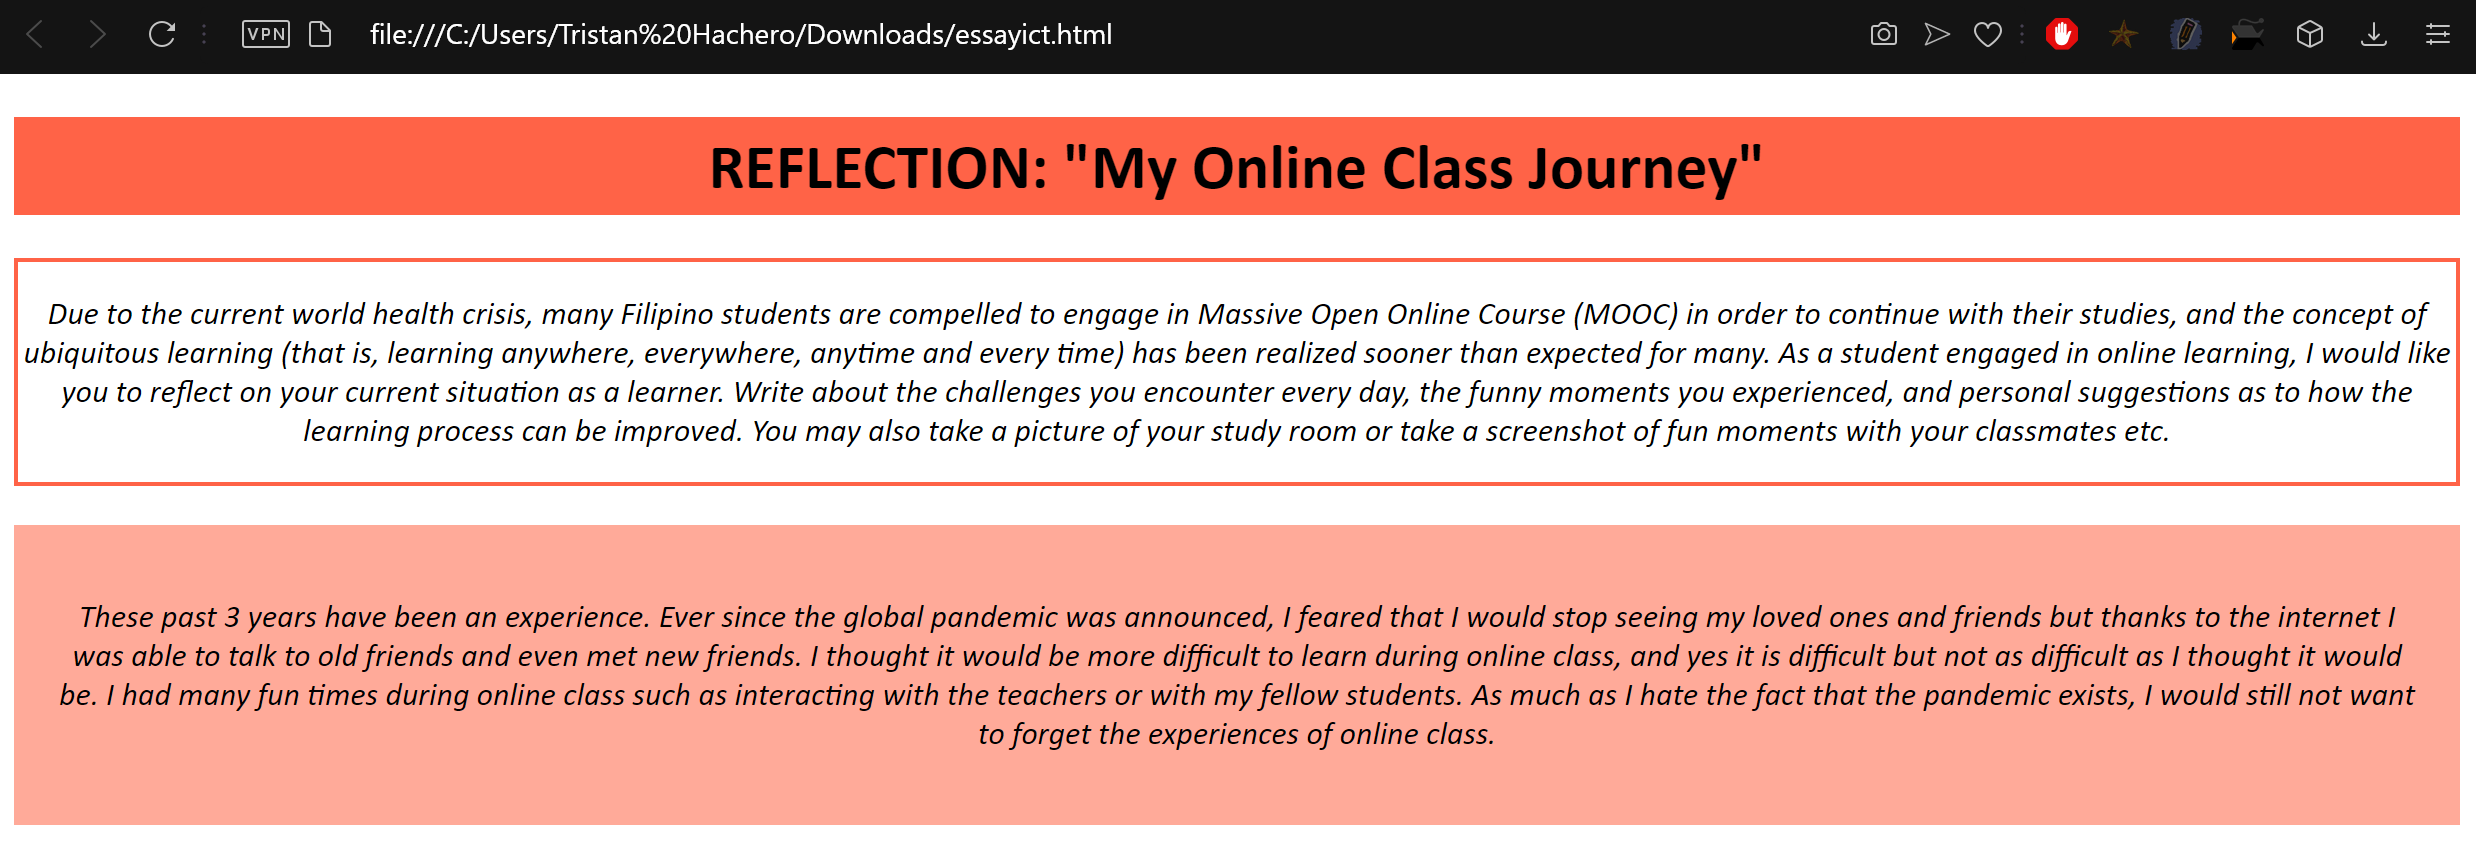 VPN
file:///C:/Users/Tristan%20Hachero/Downloads/essayict.html
REFLECTION: "My Online Class Journey"
Due to the current world health crisis, many Filipino students are compelled to engage in Massive Open Online Course (MOOC) in order to continue with their studies, and the concept of
ubiquitous learning (that is, learning anywhere, everywhere, anytime and every time) has been realized sooner than expected for many. As a student engaged in online learning, I would like
you to reflect on your current situation as a learner. Write about the challenges you encounter every day, the funny moments you experienced, and personal suggestions as to how the
learning process can be improved. You may also take a picture of your study room or take a screenshot of fun moments with your classmates etc.
These past 3 years have been an experience. Ever since the global pandemic was announced, I feared that I would stop seeing my loved ones and friends but thanks to the internet I
was able to talk to old friends and even met new friends. I thought it would be more difficult to learn during online class, and yes it is difficult but not as difficult as I thought it would
be. I had many fun times during online class such as interacting with the teachers or with my fellow students. As much as I hate the fact that the pandemic exists, I would still not want
to forget the experiences of online class.